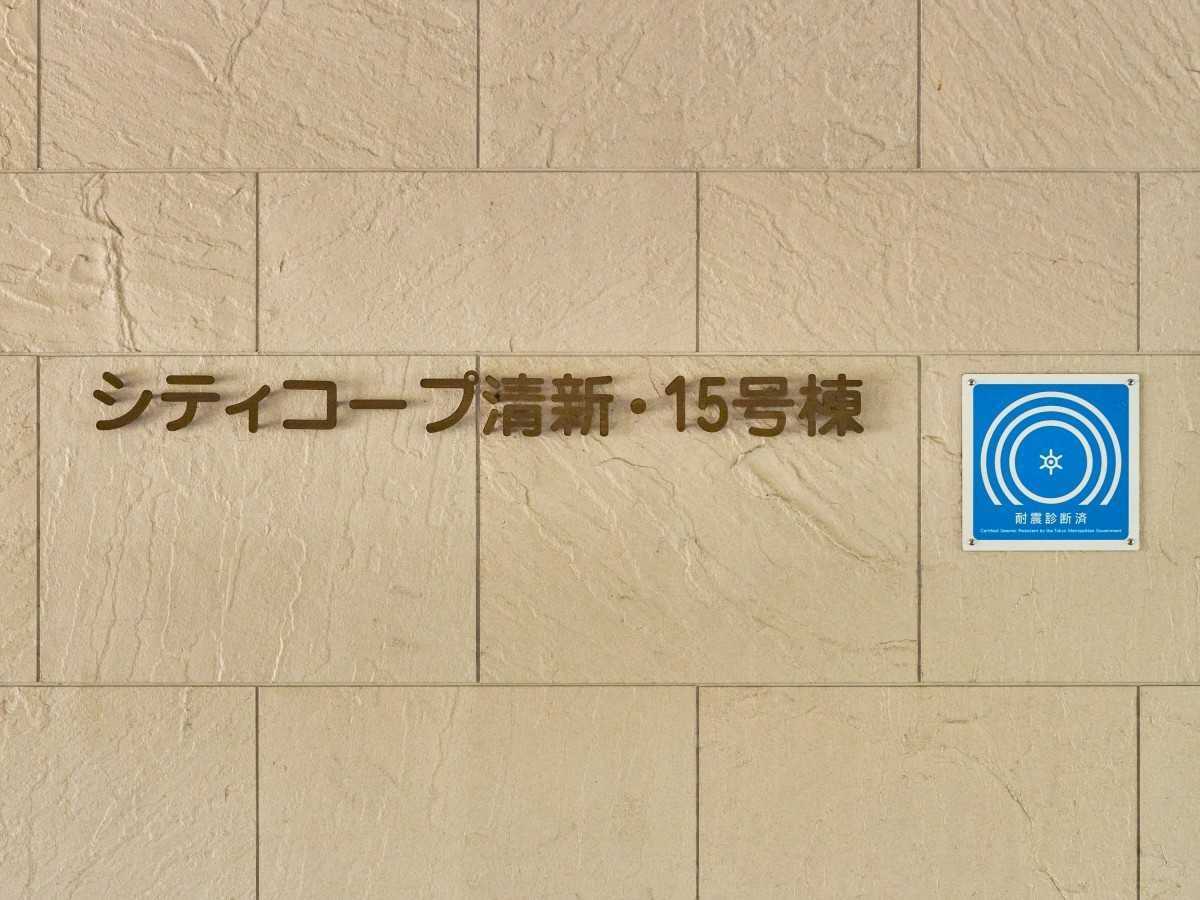 シティコープ清新・15号棟
耐震診断済
Certified Seismic Resistant by the Tokyo Metropolitan Government